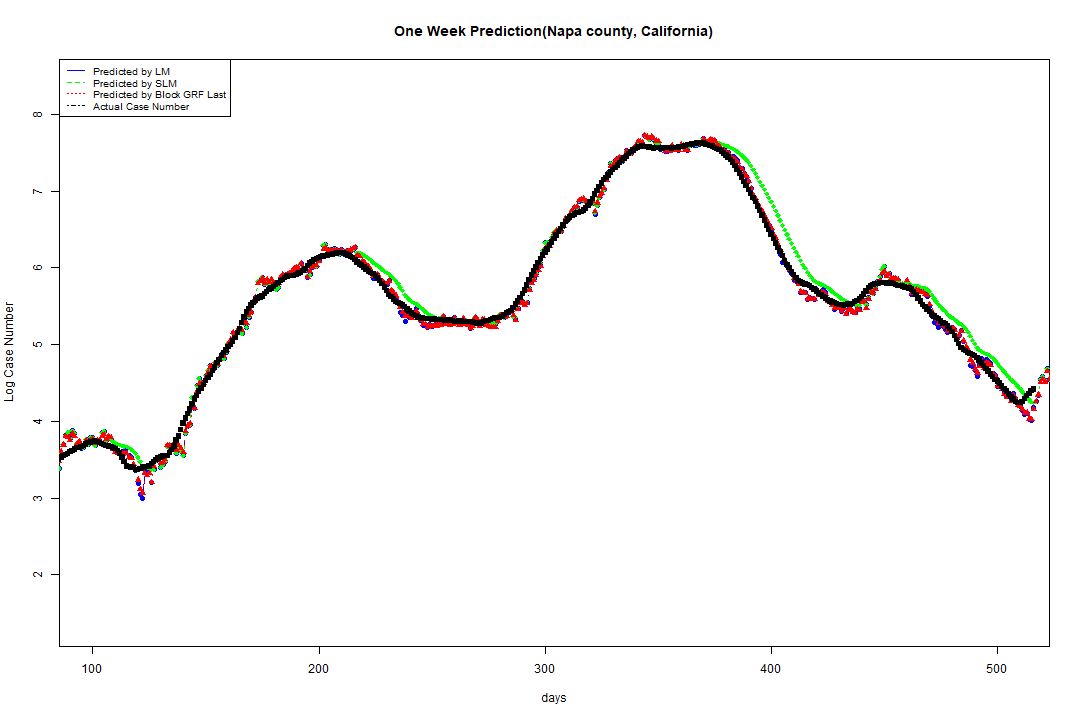 One Week Prediction(Napa county, California)
Predicted by LM
Predicted by SLM
Predicted by Block GRF Last
Actual Case Number
8
7
6
5
4
3
2
Log Case Number
100 200 300 400 500
days